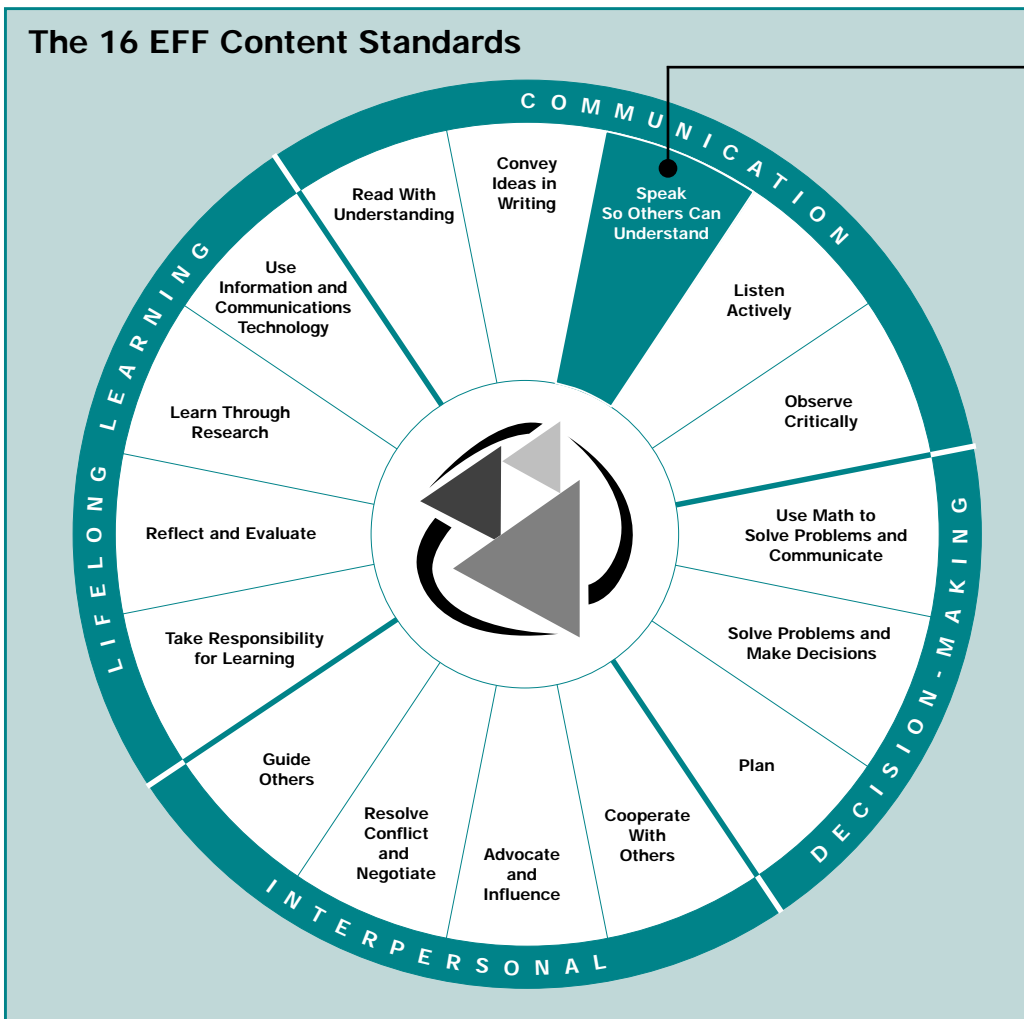 The 16 EFF Content Standards
COMMUNICATION
Read With
Understanding
Convey
Ideas in
Writing
Speak
So Others Can
Understand
Listen
Actively
Observe
Critically
DECISION-MAKING
Use Math to
Solve Problems and
Communicate
Solve Problems and
Make Decisions
Plan
INTERPERSONAL
Cooperate
With
Others
Advocate
and
Influence
Resolve
Conflict
and
Negotiate
Guide
Others
LIFELONG LEARNING
Take Responsibility
for Learning
Reflect and Evaluate
Learn Through
Research
Use
Information and
Communications
Technology